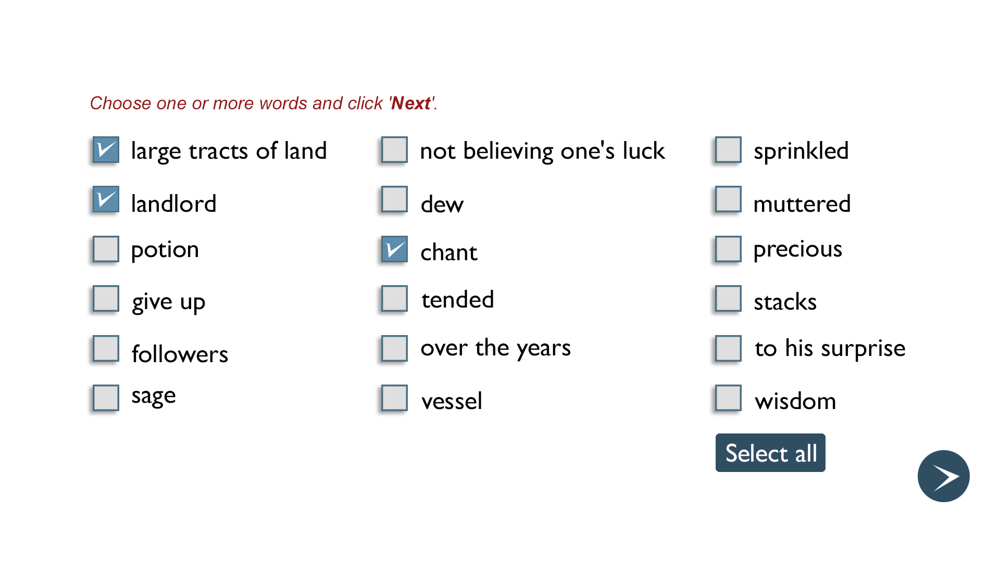 Choose one or more words and click 'Next'.
large tracts of land
landlord
potion
give up
followers
sage
not believing one's luck
dew
chant
tended
over the years
vessel
sprinkled
muttered
precious
stacks
to his surprise
wisdom
Select all